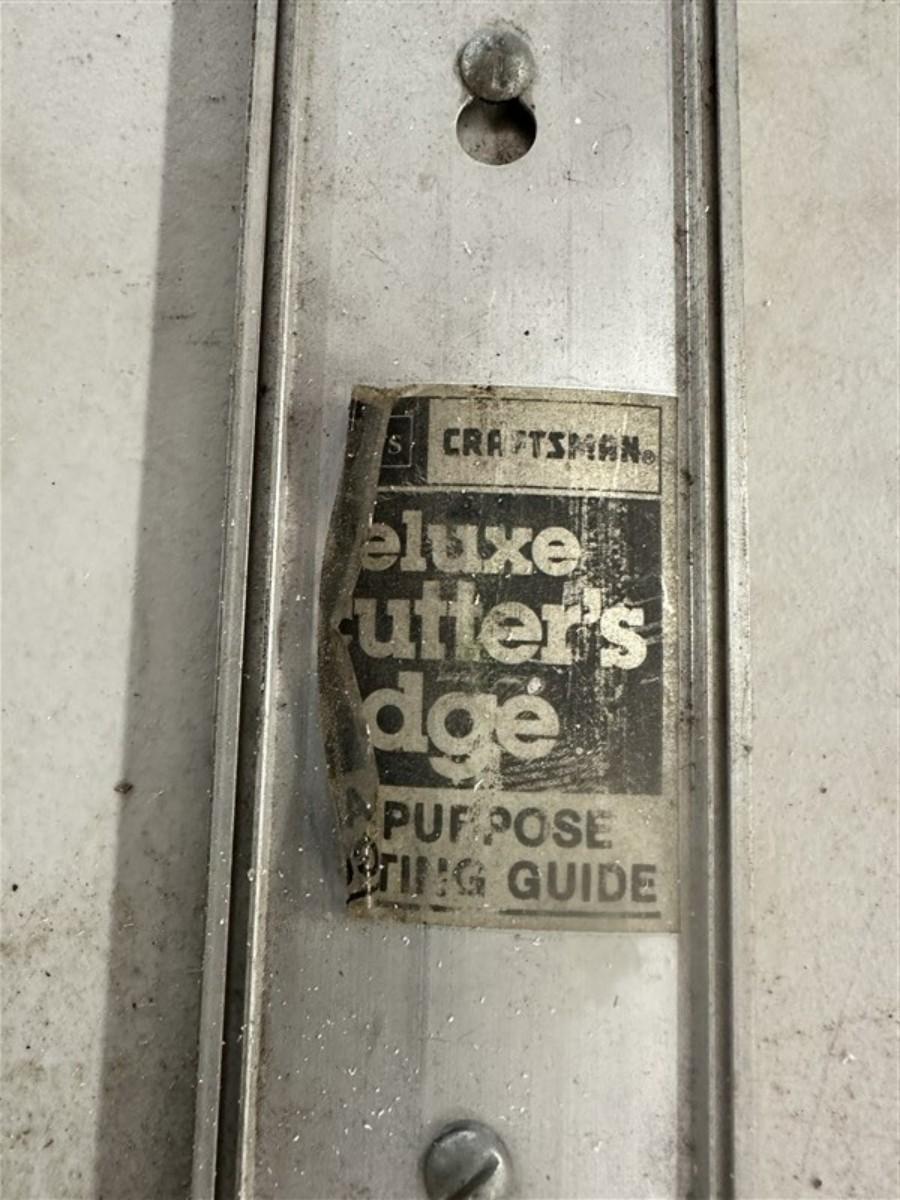 S CRAFTSMAN®
eluxe
utter's
dge
PURPOSE
TING GUIDE